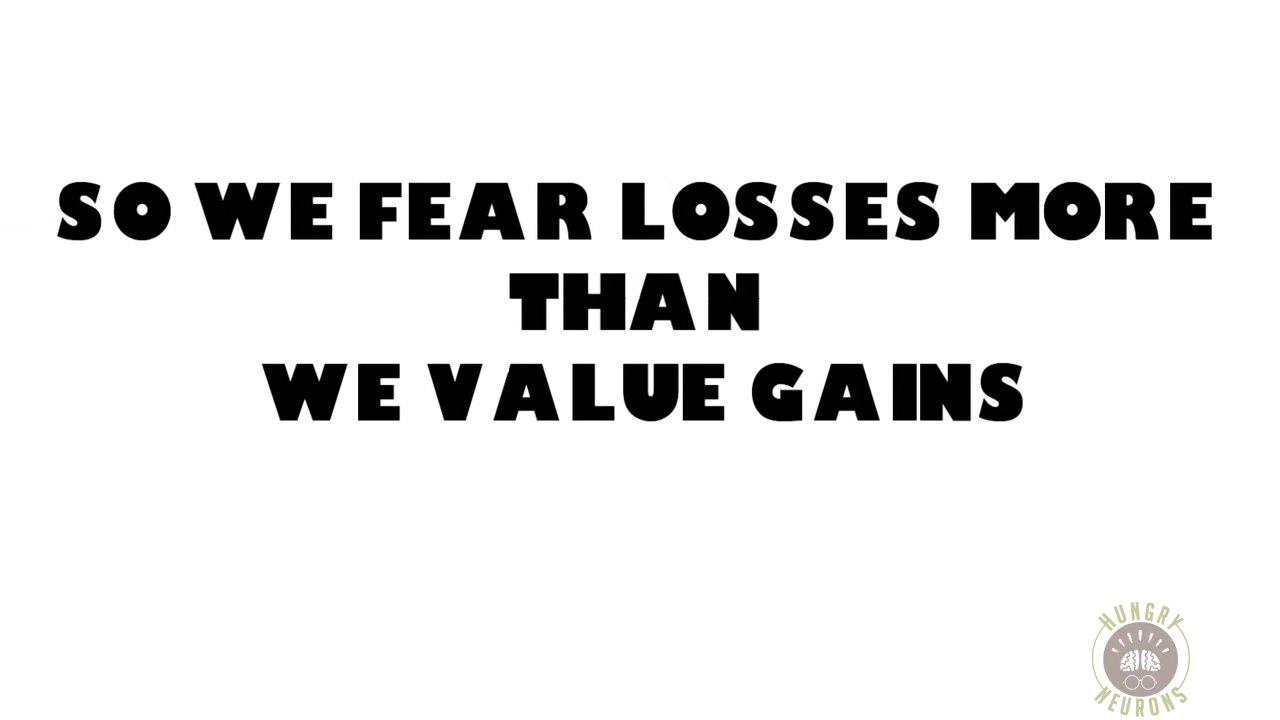 SO WE FEAR LOSSES MORE
THAN
WE VALUE GAINS
HUNGRY
NEURONS